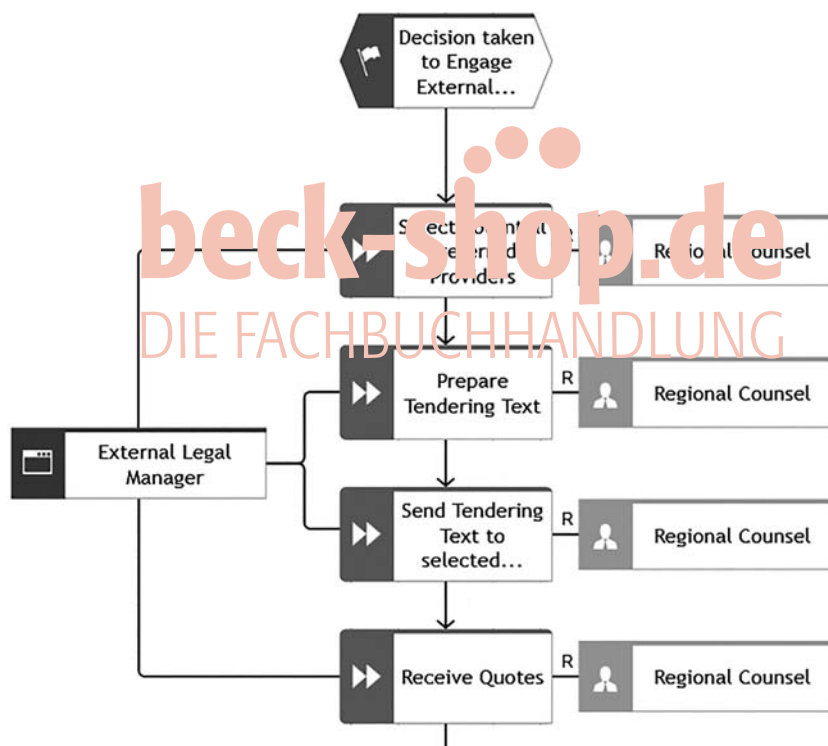 Decision taken
to Engage
External...
beck-shop.de
DIE FACHBUCHHANDLUNG
Providers
Regional Counsel
Prepare
Tendering Text
R
Regional Counsel
External Legal
Manager
Send Tendering
Text to
selected...
R
Regional Counsel
Receive Quotes
R
Regional Counsel